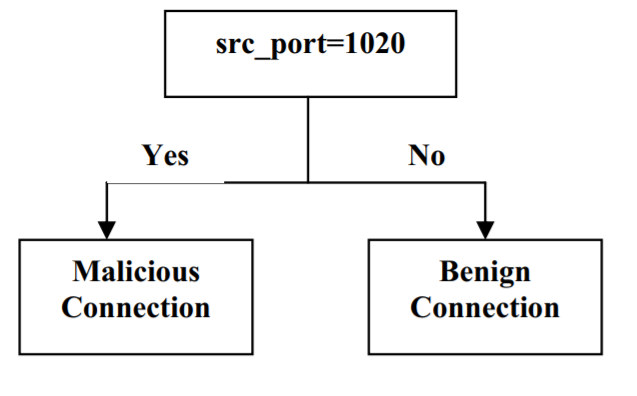 src_port=1020
Yes
No
Malicious
Connection
Benign
Connection